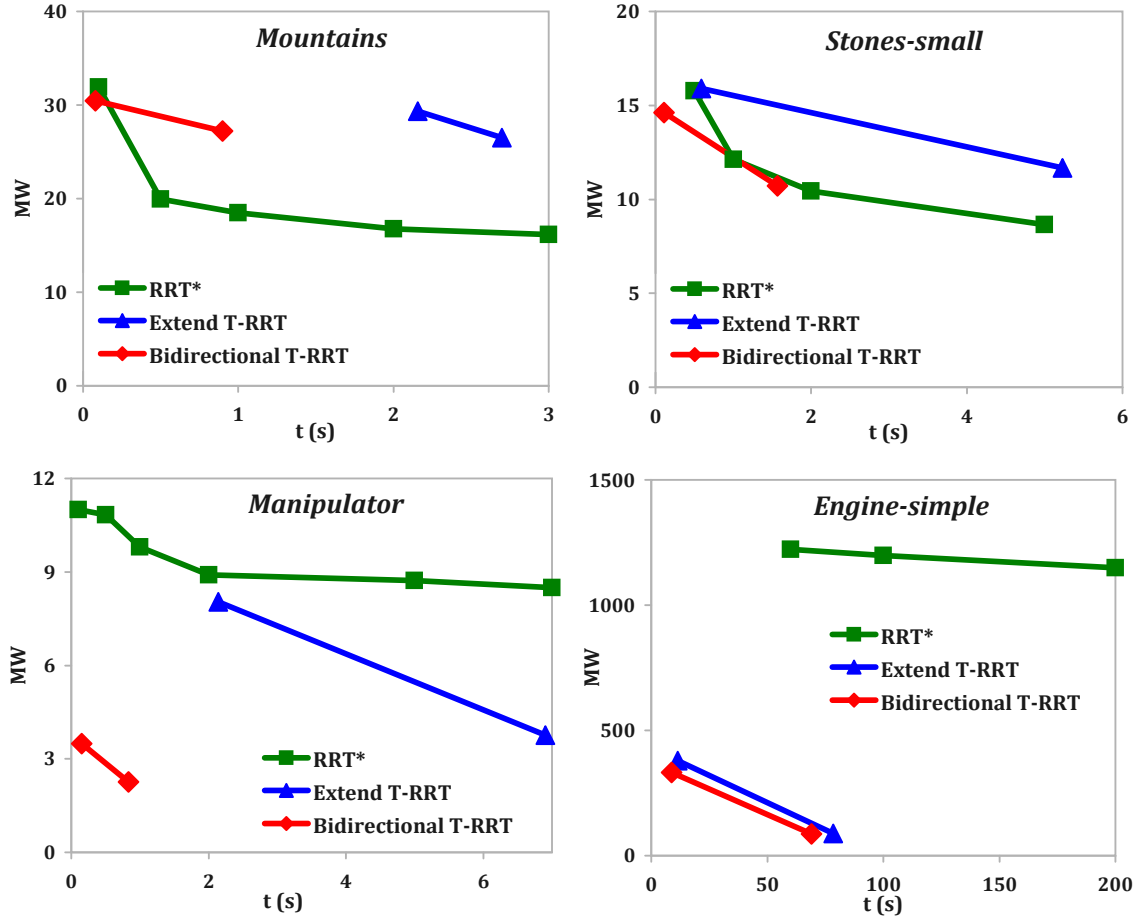 Mountains
40
30
20
10
0
MW
RRT*
Extend T-RRT
Bidirectional T-RRT
0 1 2 3
t (s)
Stones-small
20
15
10
5
0
MW
RRT*
Extend T-RRT
Bidirectional T-RRT
0 2 4 6
t (s)
Manipulator
12
9
6
3
0
MW
RRT*
Extend T-RRT
Bidirectional T-RRT
0 2 4 6
t (s)
Engine-simple
1500
1000
500
0
MW
RRT*
Extend T-RRT
Bidirectional T-RRT
0 50 100 150 200
t (s)